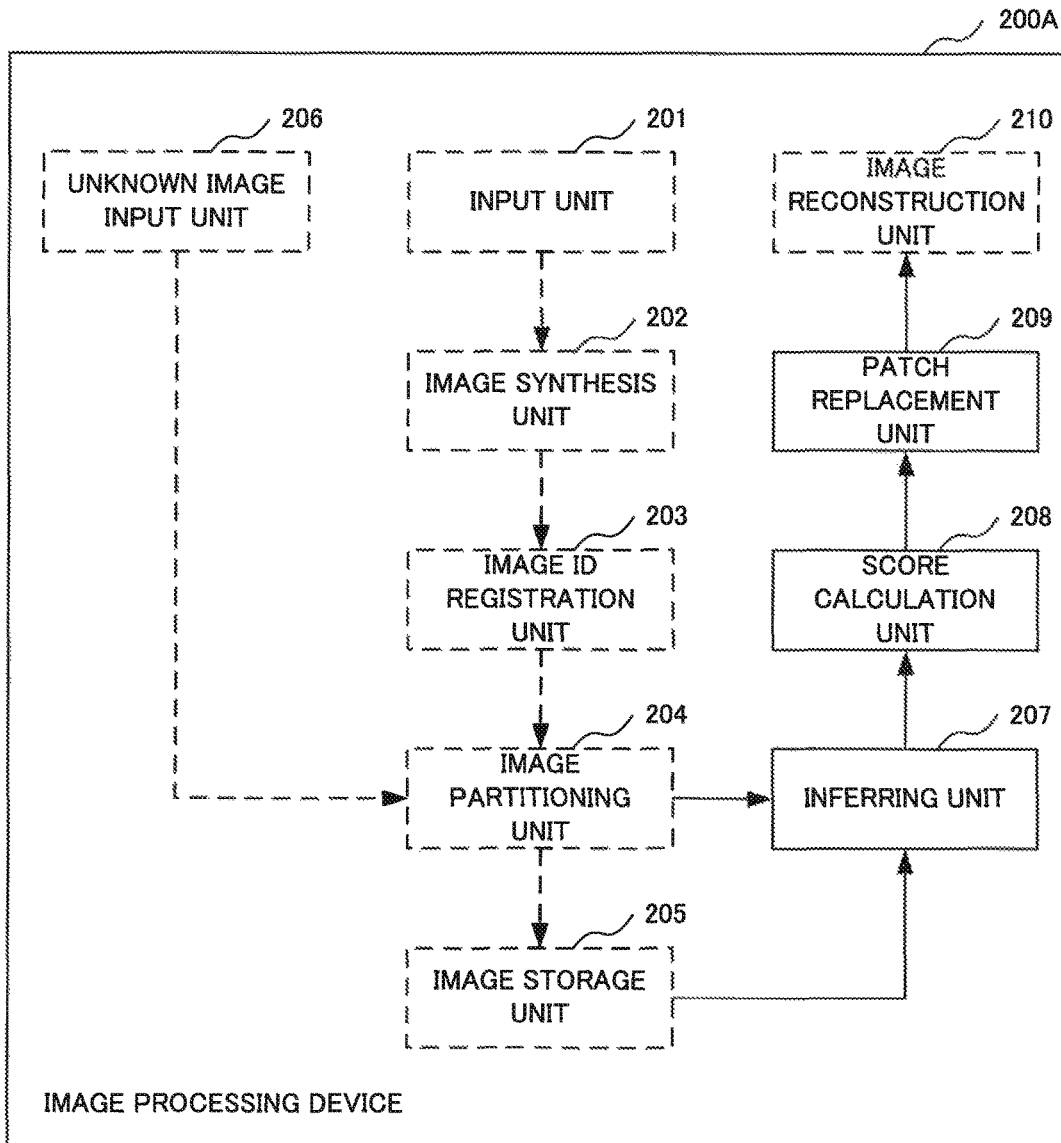 200A
206
UNKNOWN IMAGE
INPUT UNIT
201
INPUT UNIT
210
IMAGE
RECONSTRUCTION
UNIT
202
IMAGE SYNTHESIS
UNIT
209
PATCH
REPLACEMENT
UNIT
203
IMAGE ID
REGISTRATION
UNIT
208
SCORE
CALCULATION
UNIT
204
IMAGE
PARTITIONING
UNIT
207
INFERRING UNIT
205
IMAGE STORAGE
UNIT
IMAGE PROCESSING DEVICE